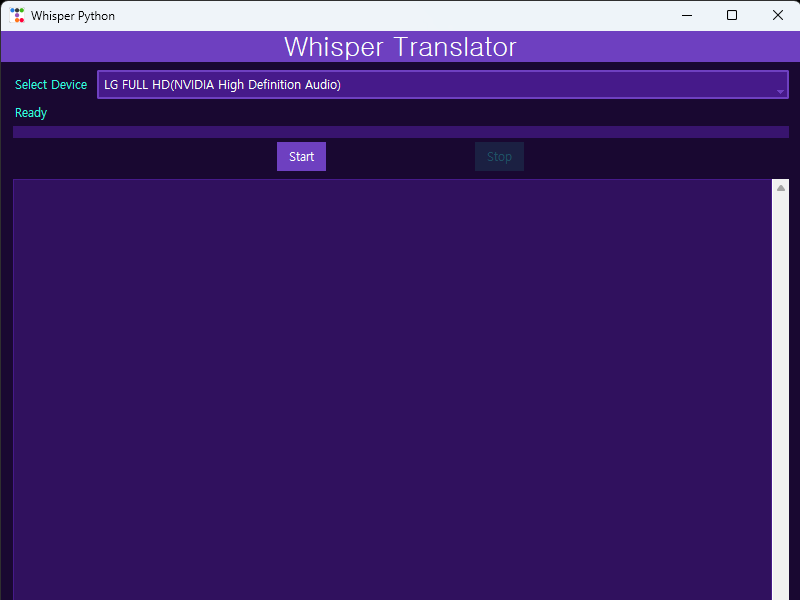 Whisper Python
Whisper Translator
Select Device LG FULL HD(NVIDIA High Definition Audio)
Ready
Start Stop